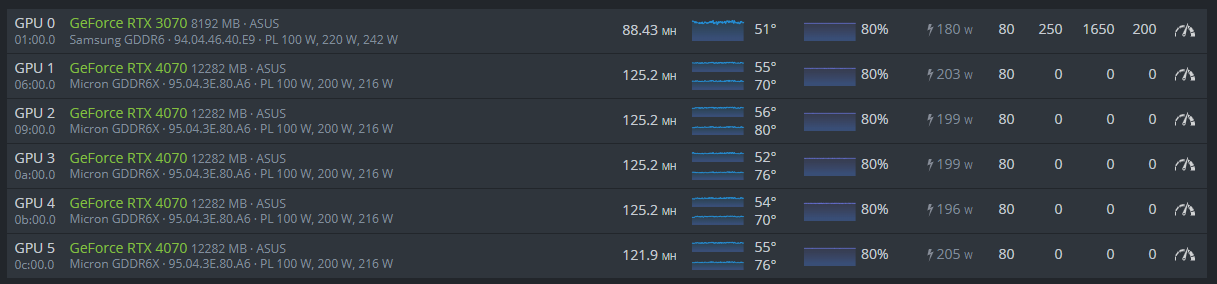 GPU 0 GeForce RTX 3070 8192 MB · ASUS 88.43 MH 51° 80% 180 W 80 250 1650 200
01:00.0 Samsung GDDR6 · 94.04.46.40.E9 · PL 100 W, 220 W, 242 W
GPU 1 GeForce RTX 4070 12282 MB · ASUS 125.2 MH 55° 80% 203 W 80 0 0 0
06:00.0 Micron GDDR6X · 95.04.3E.80.A6 · PL 100 W, 200 W, 216 W 70°
GPU 2 GeForce RTX 4070 12282 MB · ASUS 125.2 MH 56° 80% 199 W 80 0 0 0
09:00.0 Micron GDDR6X · 95.04.3E.80.A6 · PL 100 W, 200 W, 216 W 80°
GPU 3 GeForce RTX 4070 12282 MB · ASUS 125.2 MH 52° 80% 199 W 80 0 0 0
0a:00.0 Micron GDDR6X · 95.04.3E.80.A6 · PL 100 W, 200 W, 216 W 76°
GPU 4 GeForce RTX 4070 12282 MB · ASUS 125.2 MH 54° 80% 196 W 80 0 0 0
0b:00.0 Micron GDDR6X · 95.04.3E.80.A6 · PL 100 W, 200 W, 216 W 70°
GPU 5 GeForce RTX 4070 12282 MB · ASUS 121.9 MH 55° 80% 205 W 80 0 0 0
0c:00.0 Micron GDDR6X · 95.04.3E.80.A6 · PL 100 W, 200 W, 216 W 76°